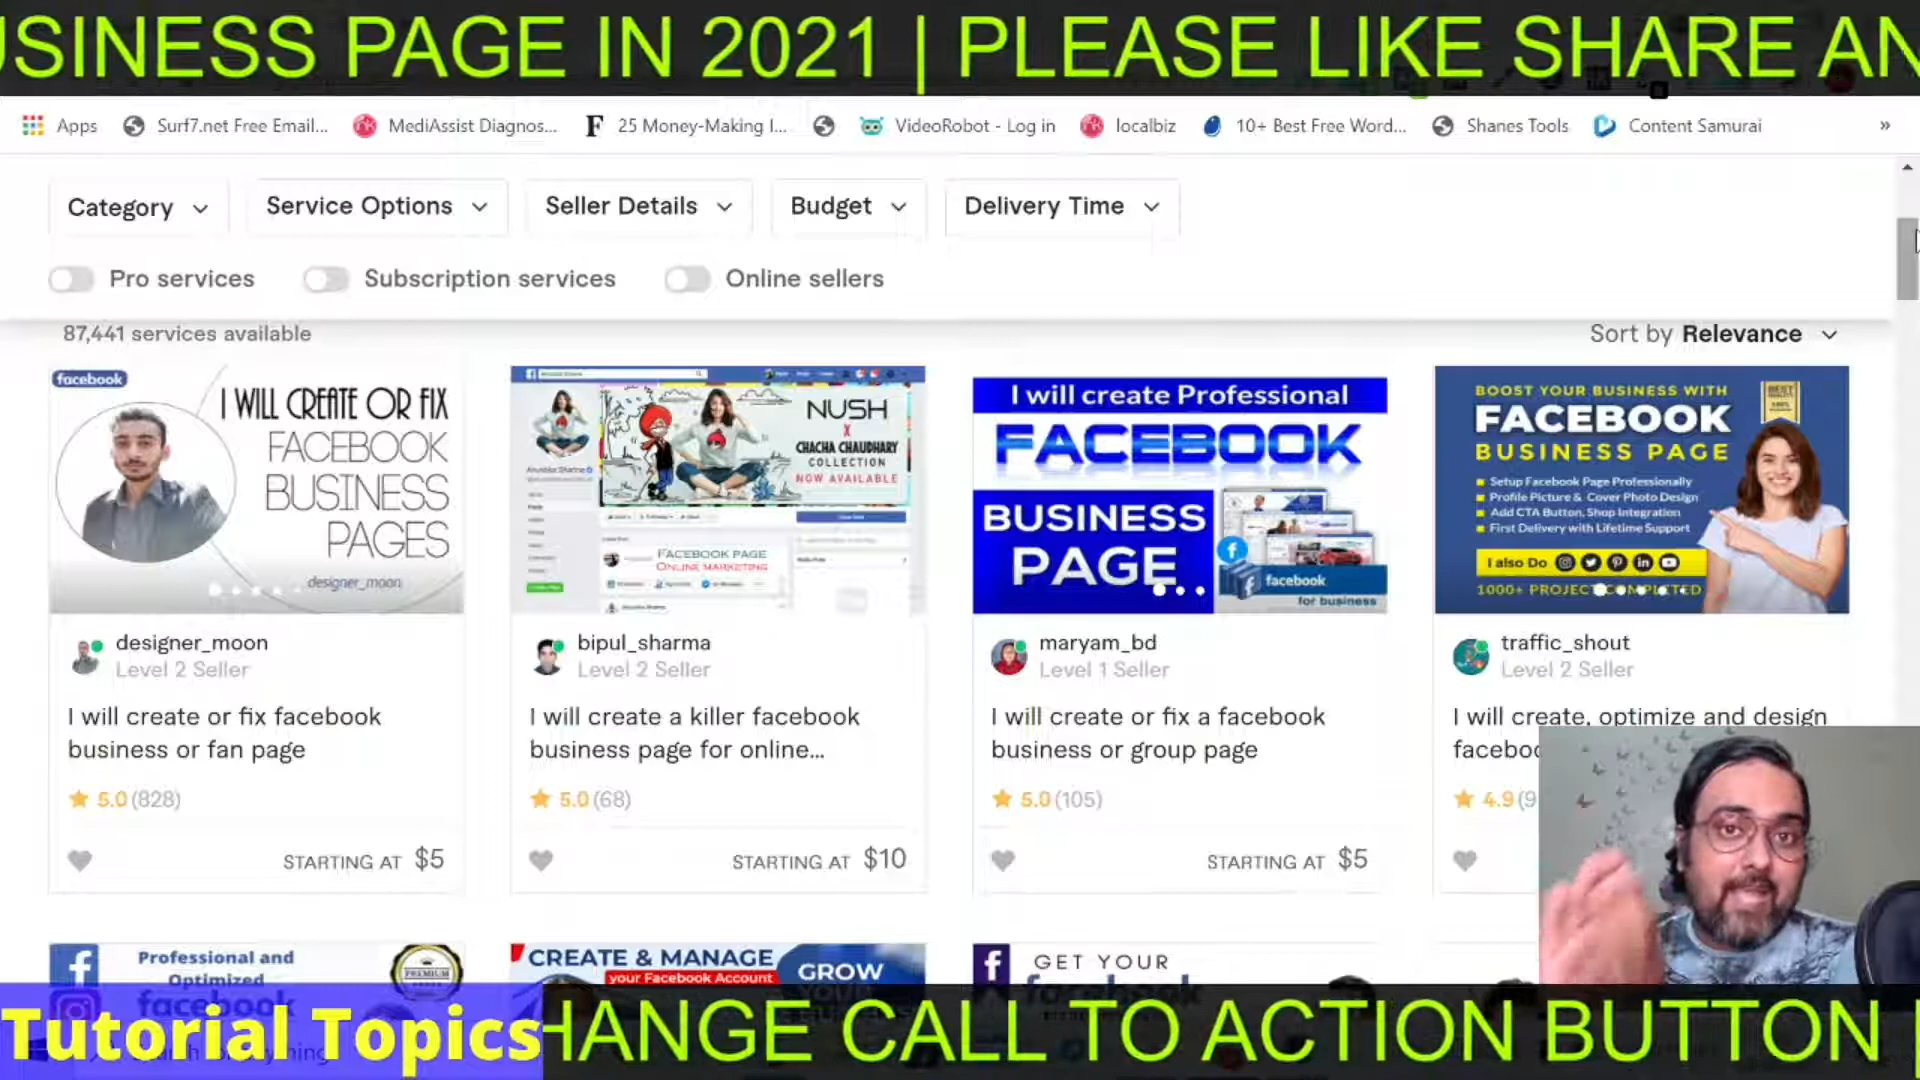 USINESS PAGE IN 2021 | PLEASE LIKE SHARE AN
Apps
Surf7.net Free Email...
MediAssist Diagnos...
25 Money-Making I...
VideoRobot - Log in
localbiz
10+ Best Free Word...
Shanes Tools
Content Samurai
»
Category
Service Options
Seller Details
Budget
Delivery Time
Pro services
Subscription services
Online sellers
87,441 services available
Sort by Relevance
facebook
I WILL CREATE OR FIX
FACEBOOK
BUSINESS
PAGES
designer_moon
NUSH
X
CHACHA CHAUDHARY
COLLECTION
NOW AVAILABLE
FACEBOOK PAGE
ONLINE MARKETING
I will create Professional
FACEBOOK
BUSINESS
PAGE
facebook
for business
BOOST YOUR BUSINESS WITH
FACEBOOK
BUSINESS PAGE
Setup Facebook Page Professionally
Profile Picture & Cover Photo Design
Add CTA Button, Shop Integration
First Delivery with Lifetime Support
I also Do
1000+ PROJECT COMPLETED
designer_moon
Level 2 Seller
I will create or fix facebook
business or fan page
5.0 (828)
STARTING AT $5
bipul_sharma
Level 2 Seller
I will create a killer facebook
business page for online...
5.0 (68)
STARTING AT $10
maryam_bd
Level 1 Seller
I will create or fix a facebook
business or group page
5.0 (105)
STARTING AT $5
traffic_shout
Level 2 Seller
I will create, optimize and design
faceboo
4.9 (9
Professional and
Optimized
facebook
PREMIUM
CREATE & MANAGE
your Facebook Account
GROW
GET YOUR
facebook
Tutorial Topics
HANGE CALL TO ACTION BUTTON |